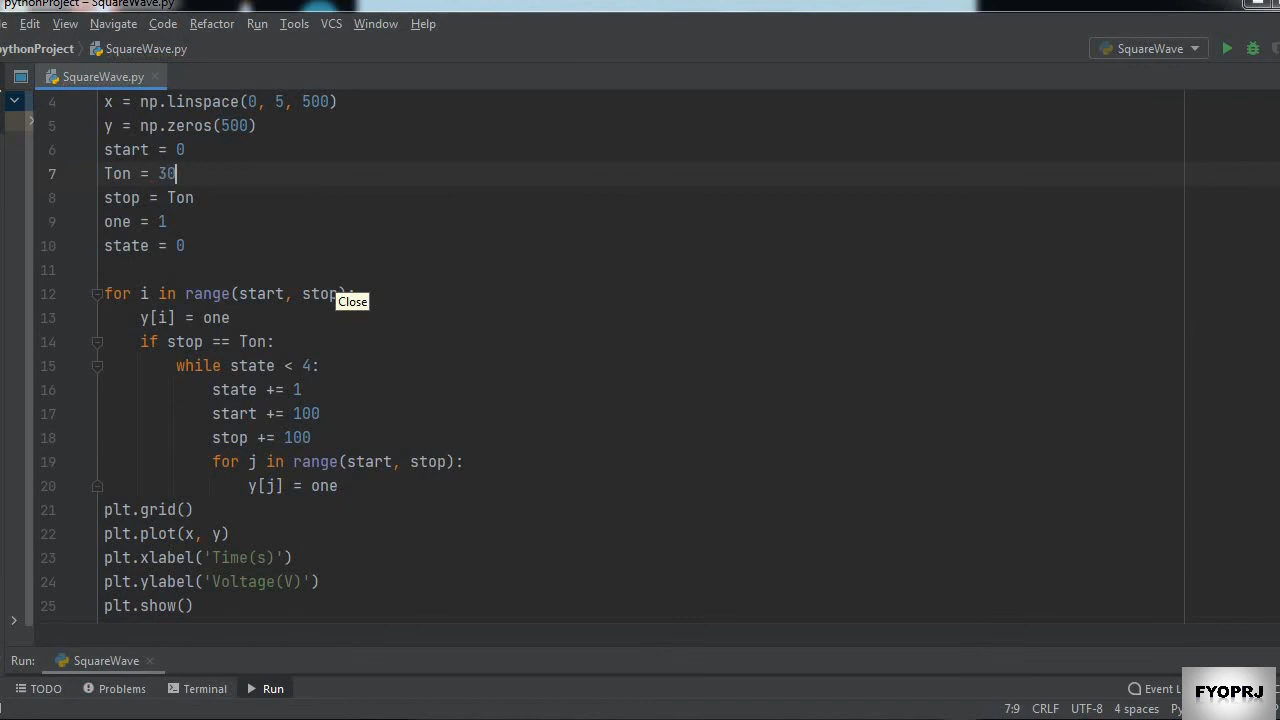 pythonProject – SquareWave.py
Edit View Navigate Code Refactor Run Tools VCS Window Help
ythonProject SquareWave.py SquareWave
SquareWave.py
4 x = np.linspace(0, 5, 500)
5 y = np.zeros(500)
6 start = 0
7 Ton = 30
8 stop = Ton
9 one = 1
10 state = 0
11
12 for i in range(start, stop):
Close
13 y[i] = one
14 if stop == Ton:
15 while state < 4:
16 state += 1
17 start += 100
18 stop += 100
19 for j in range(start, stop):
20 y[j] = one
21 plt.grid()
22 plt.plot(x, y)
23 plt.xlabel('Time(s)')
24 plt.ylabel('Voltage(V)')
25 plt.show()
Run: SquareWave
TODO Problems Terminal Run Event L
FYOPRJ
7:9 CRLF UTF-8 4 spaces Py